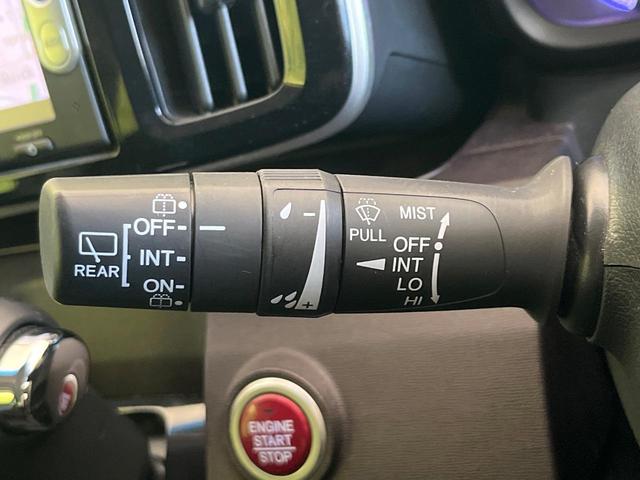 OFF
INT
ON
REAR
-
+
PULL
MIST
OFF
INT
LO
HI
ENGINE
START
STOP